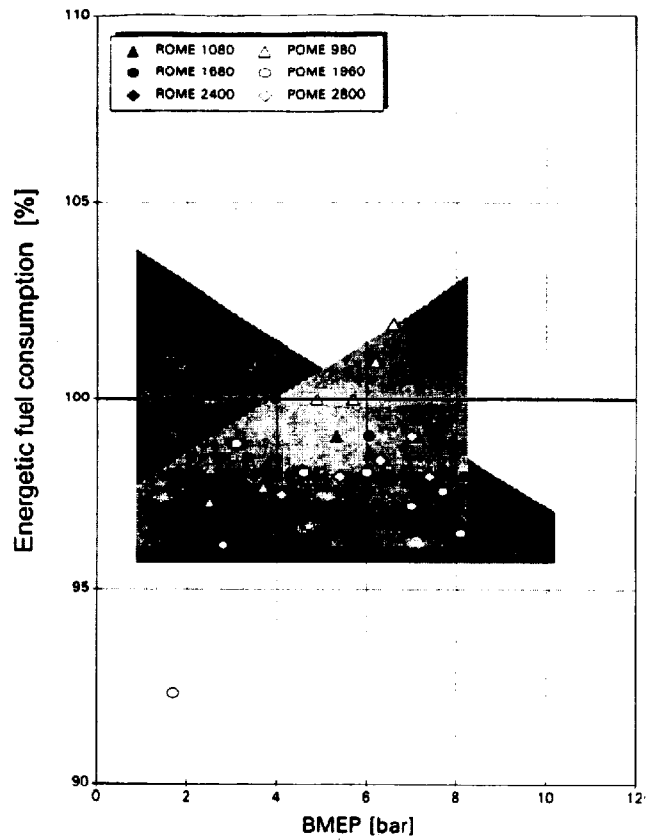 110
ROME 1080 POME 980
ROME 1680 POME 1960
ROME 2400 POME 2800
105
100
95
90
Energetic fuel consumption [%]
0 2 4 6 8 10 12
BMEP [bar]